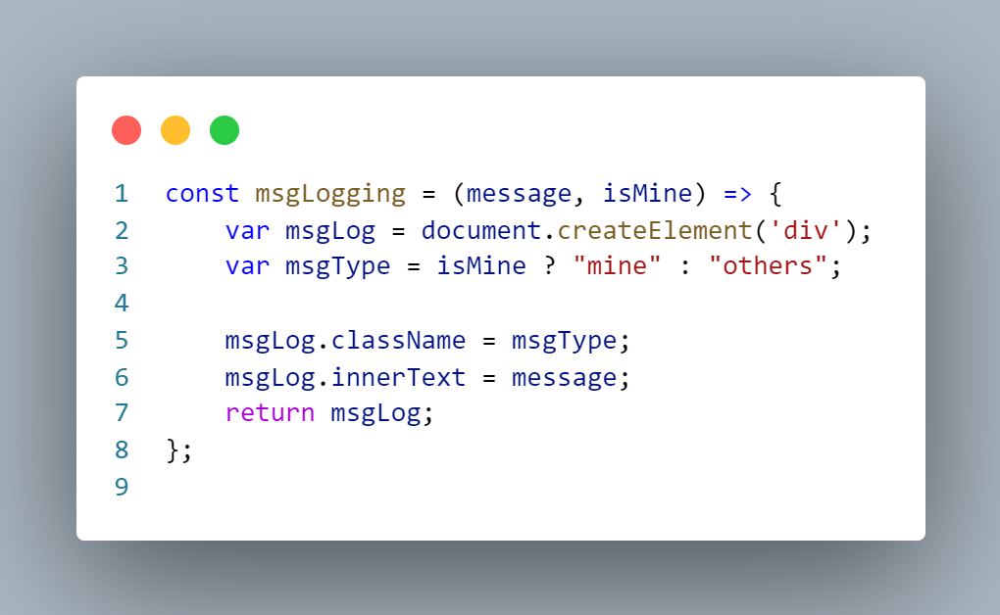 1 const msgLogging = (message, isMine) => {
2     var msgLog = document.createElement('div');
3     var msgType = isMine ? "mine" : "others";
4
5     msgLog.className = msgType;
6     msgLog.innerText = message;
7     return msgLog;
8 };
9